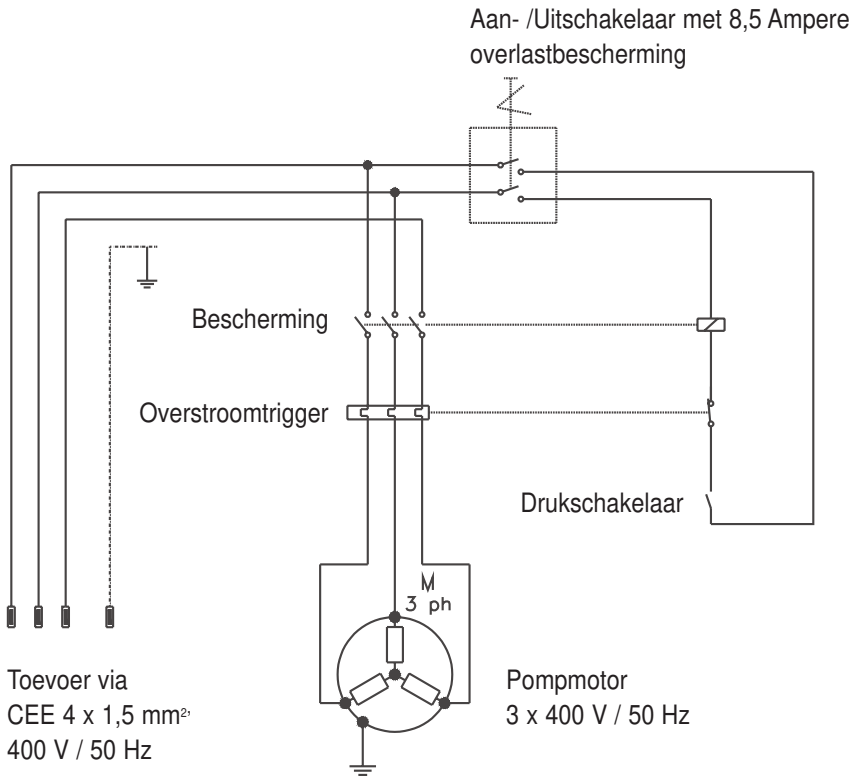 Aan- /Uitschakelaar met 8,5 Ampere
overlastbescherming
Bescherming
Overstroomtrigger
Drukschakelaar
M
3 ph
Toevoer via
CEE 4 x 1,5 mm²,
400 V / 50 Hz
Pompmotor
3 x 400 V / 50 Hz